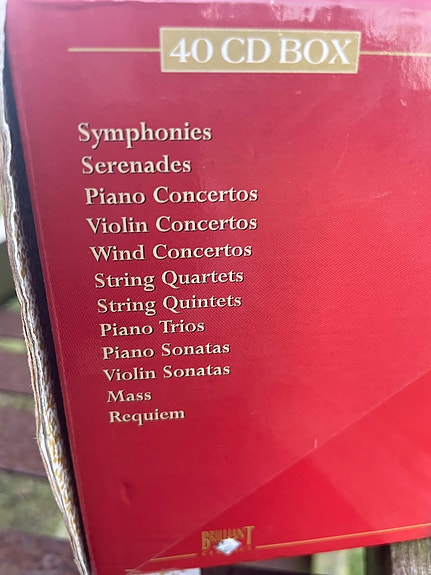 40 CD BOX
Symphonies
Serenades
Piano Concertos
Violin Concertos
Wind Concertos
String Quartets
String Quintets
Piano Trios
Piano Sonatas
Violin Sonatas
Mass
Requiem
BRILLIANT